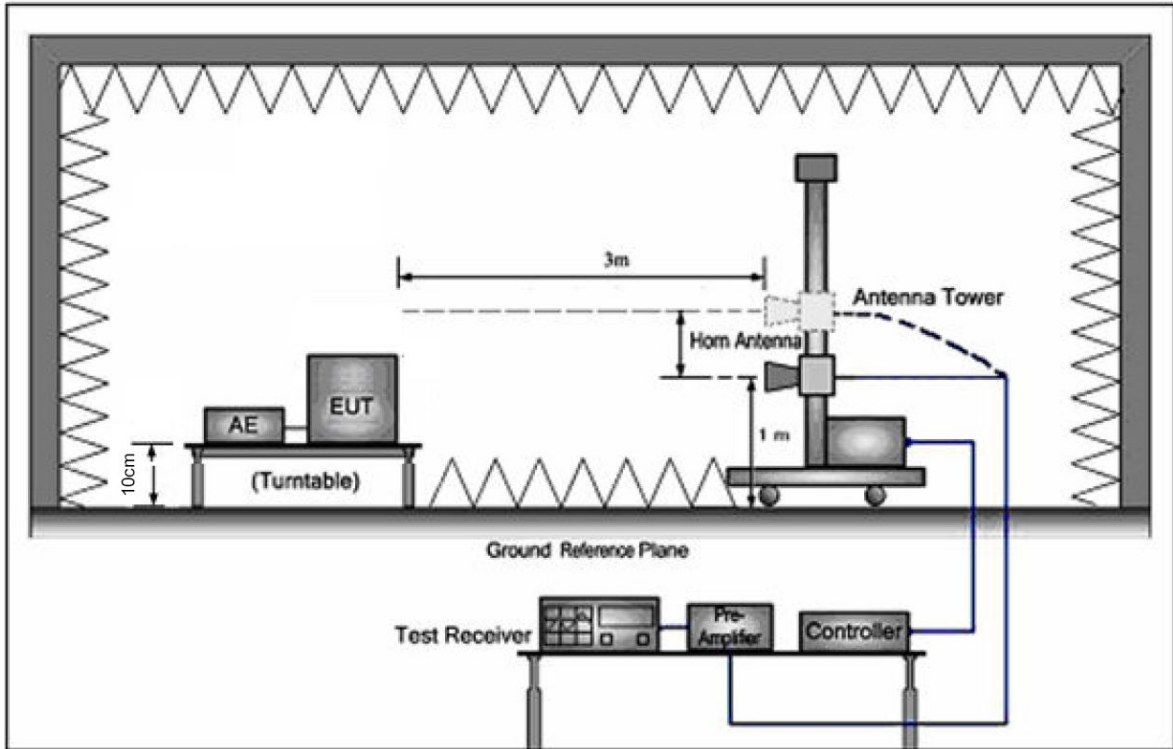 3m
Antenna Tower
Horn Antenna
EUT
AE
1 m
10cm
(Turntable)
Ground Reference Plane
Test Receiver
Pre-
Amplifier
Controller